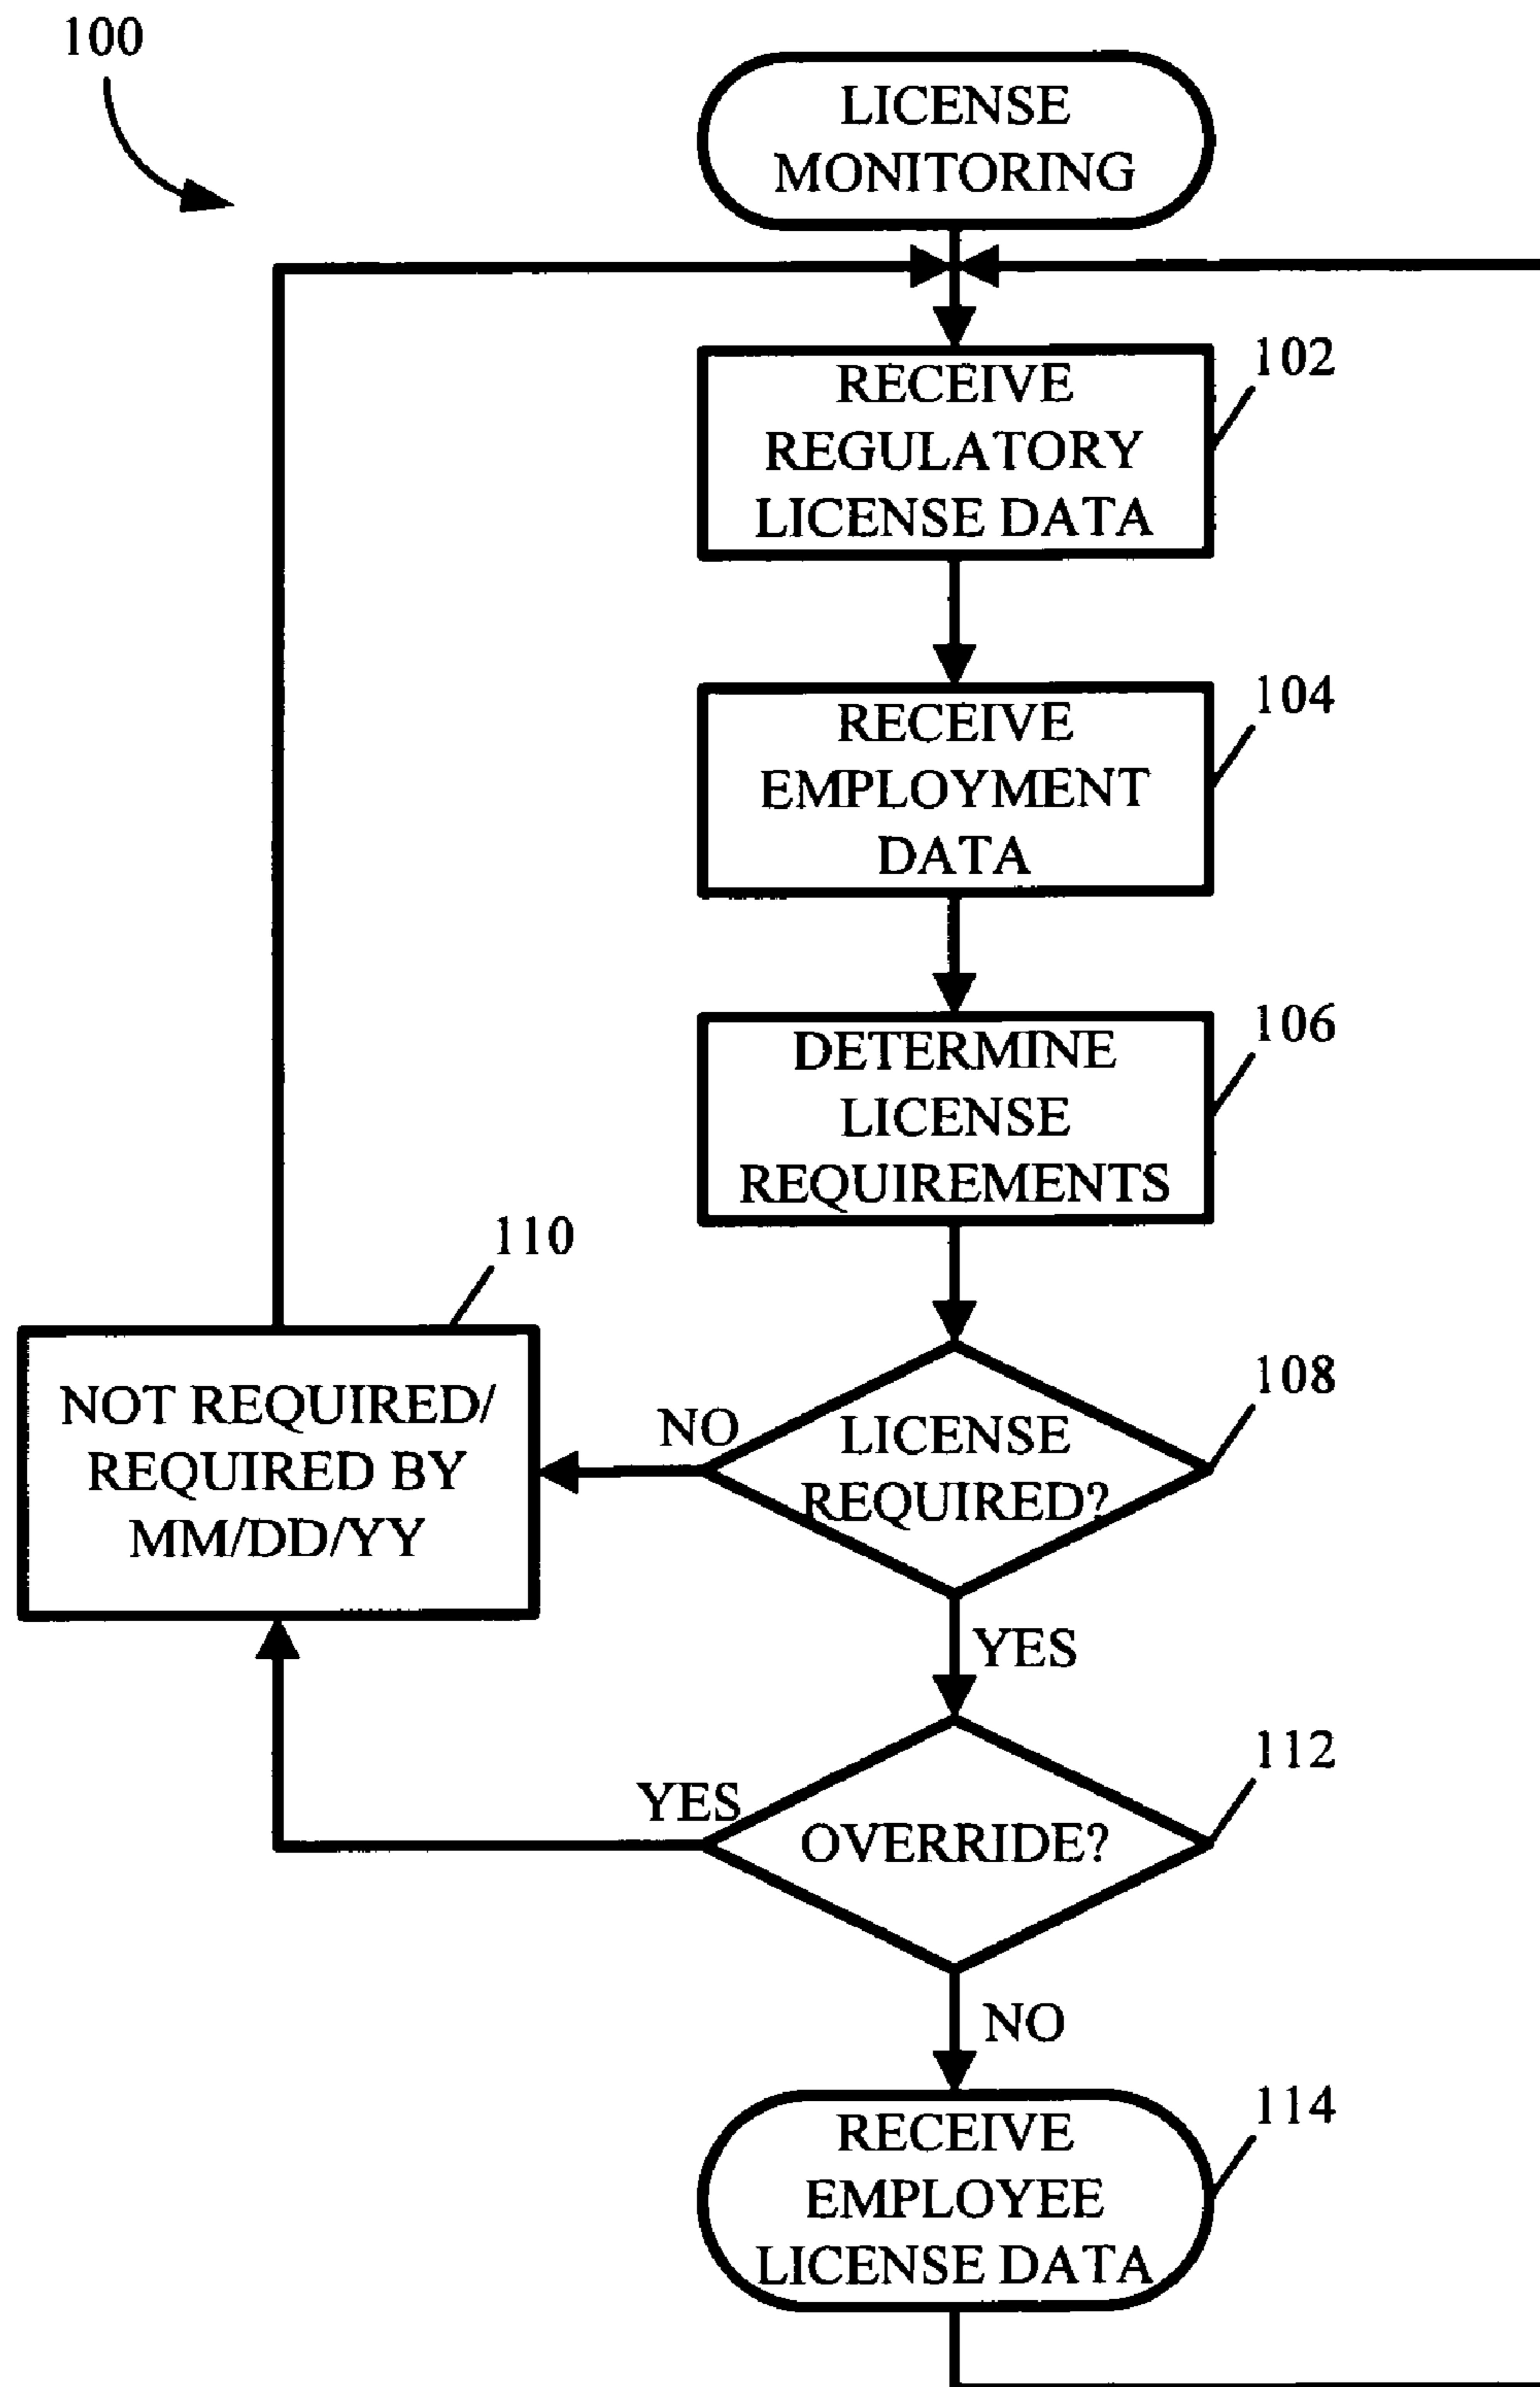 100
LICENSE
MONITORING
RECEIVE
REGULATORY
LICENSE DATA
102
RECEIVE
EMPLOYMENT
DATA
104
DETERMINE
LICENSE
REQUIREMENTS
106
110
NOT REQUIRED/
REQUIRED BY
MM/DD/YY
NO
LICENSE
REQUIRED?
108
YES
YES
OVERRIDE?
112
NO
RECEIVE
EMPLOYEE
LICENSE DATA
114